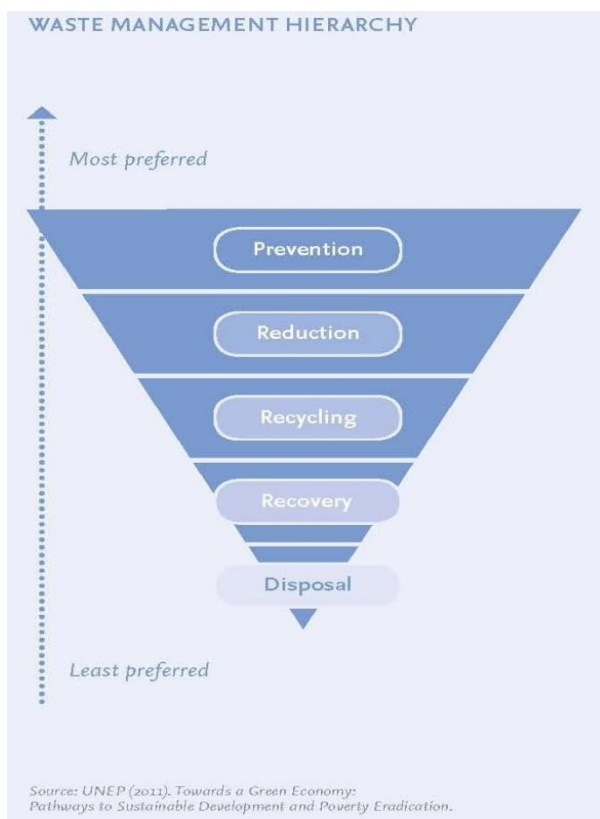 WASTE MANAGEMENT HIERARCHY
Most preferred
Prevention
Reduction
Recycling
Recovery
Disposal
Least preferred
Source: UNEP (2011). Towards a Green Economy:
Pathways to Sustainable Development and Poverty Eradication.